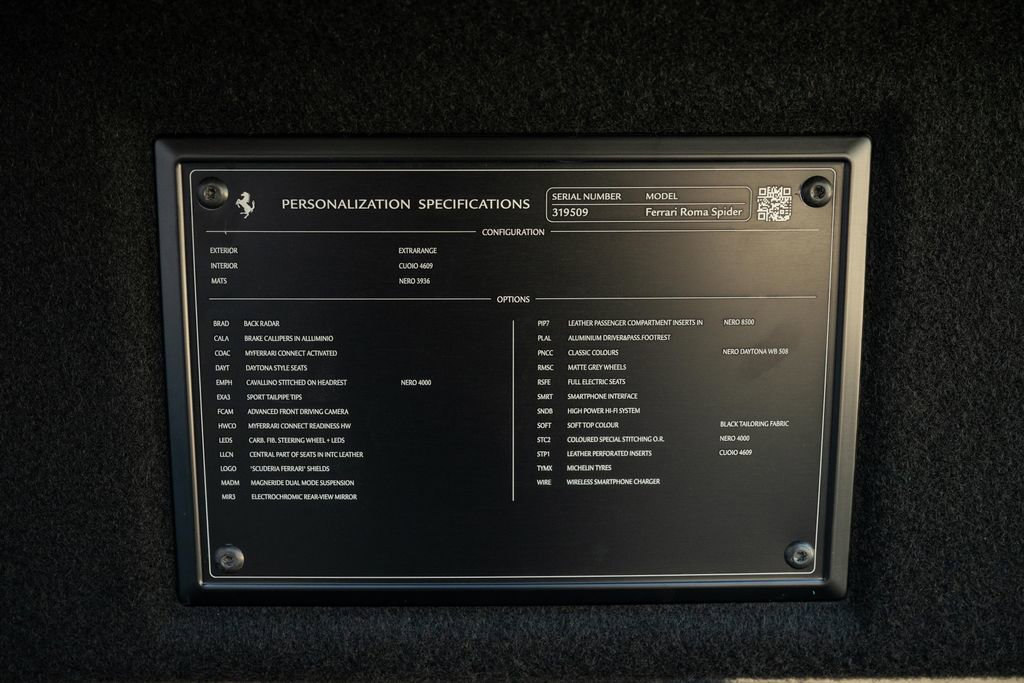 PERSONALIZATION SPECIFICATIONS
SERIAL NUMBER MODEL
319509 Ferrari Roma Spider
CONFIGURATION
EXTERIOR EXTRARANGE
INTERIOR CUOIO 4609
MATS NERO 3936
OPTIONS
BRAD BACK RADAR
CALA BRAKE CALLIPERS IN ALLUMINIO
COAC MYFERRARI CONNECT ACTIVATED
DAYT DAYTONA STYLE SEATS
EMPH CAVALLINO STITCHED ON HEADREST NERO 4000
EXA3 SPORT TAILPIPE TIPS
FCAM ADVANCED FRONT DRIVING CAMERA
HWCO MYFERRARI CONNECT READINESS HW
LEDS CARB. FIB. STEERING WHEEL + LEDS
LLCN CENTRAL PART OF SEATS IN INTC LEATHER
LOGO "SCUDERIA FERRARI" SHIELDS
MADM MAGNERIDE DUAL MODE SUSPENSION
MIR3 ELECTROCHROMIC REAR-VIEW MIRROR
PIP7 LEATHER PASSENGER COMPARTMENT INSERTS IN NERO 8500
PLAL ALUMINIUM DRIVER&PASS.FOOTREST
PNCC CLASSIC COLOURS NERO DAYTONA WB 508
RMSC MATTE GREY WHEELS
RSFE FULL ELECTRIC SEATS
SMRT SMARTPHONE INTERFACE
SNDB HIGH POWER HI-FI SYSTEM
SOFT SOFT TOP COLOUR BLACK TAILORING FABRIC
STC2 COLOURED SPECIAL STITCHING O.R. NERO 4000
STP1 LEATHER PERFORATED INSERTS CUOIO 4609
TYMX MICHELIN TYRES
WIRE WIRELESS SMARTPHONE CHARGER